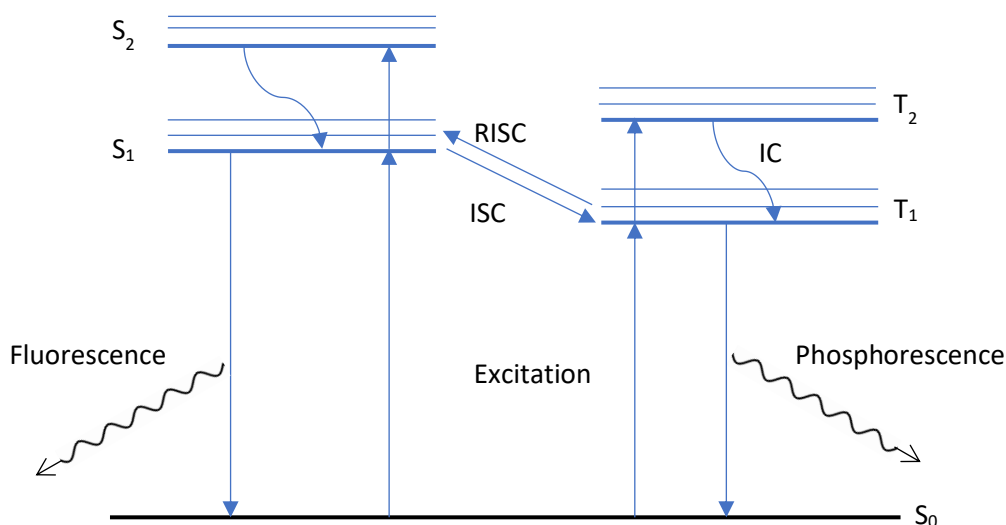 S₂
T₂
RISC
IC
S₁
ISC
T₁
Fluorescence
Excitation
Phosphorescence
S₀